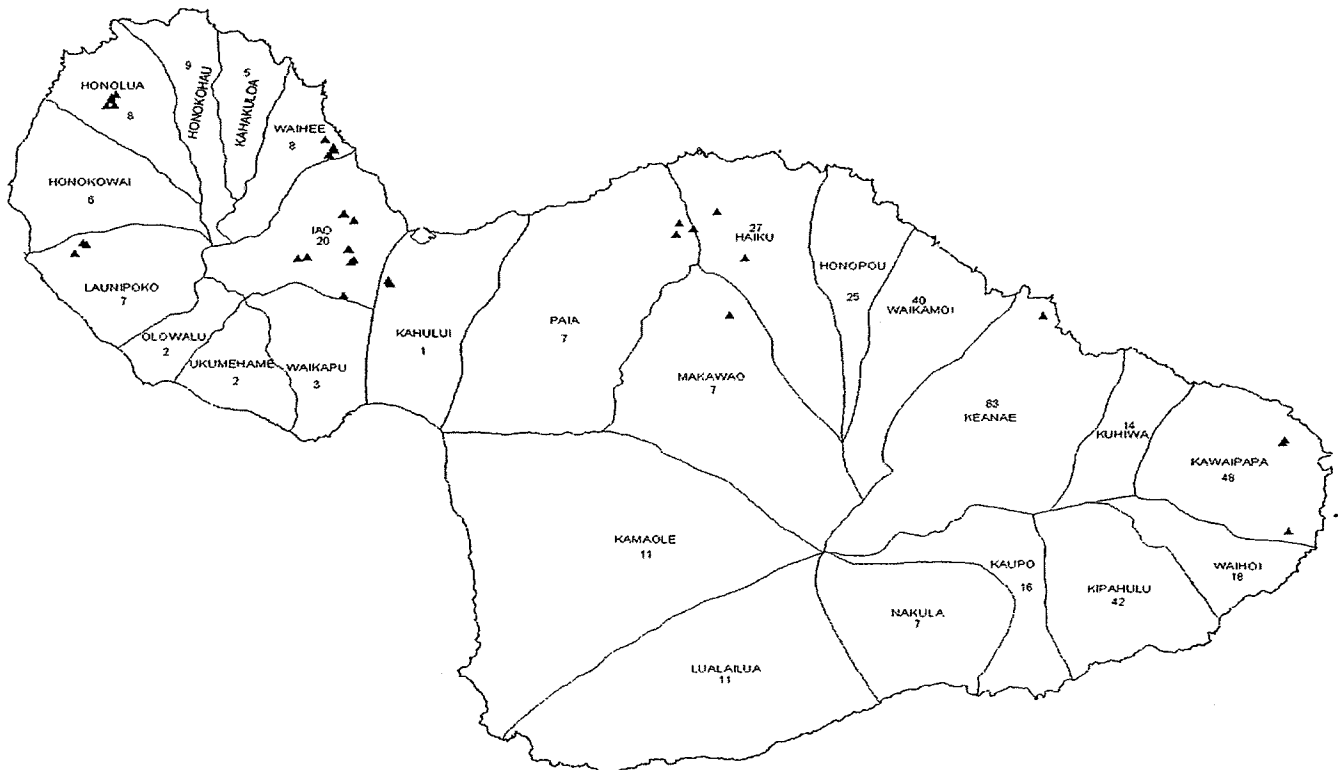 HONOLUA
8
9
HONOKOHAU
5
KAHAKULOA
WAIHEE
8
HONOKOWAI
6
IAO
20
LAUNIPOKO
7
OLOWALU
2
UKUMEHAME
2
WAIKAPU
3
KAHULUI
1
PAIA
7
27
HAIKU
HONOPOU
25
40
WAIKAMOI
MAKAWAO
7
83
KEANAE
14
KUHIWA
KAWAIPAPA
48
KAMAOLE
11
LUALAILUA
11
NAKULA
7
KAUPO
16
KIPAHULU
42
WAIHOI
18